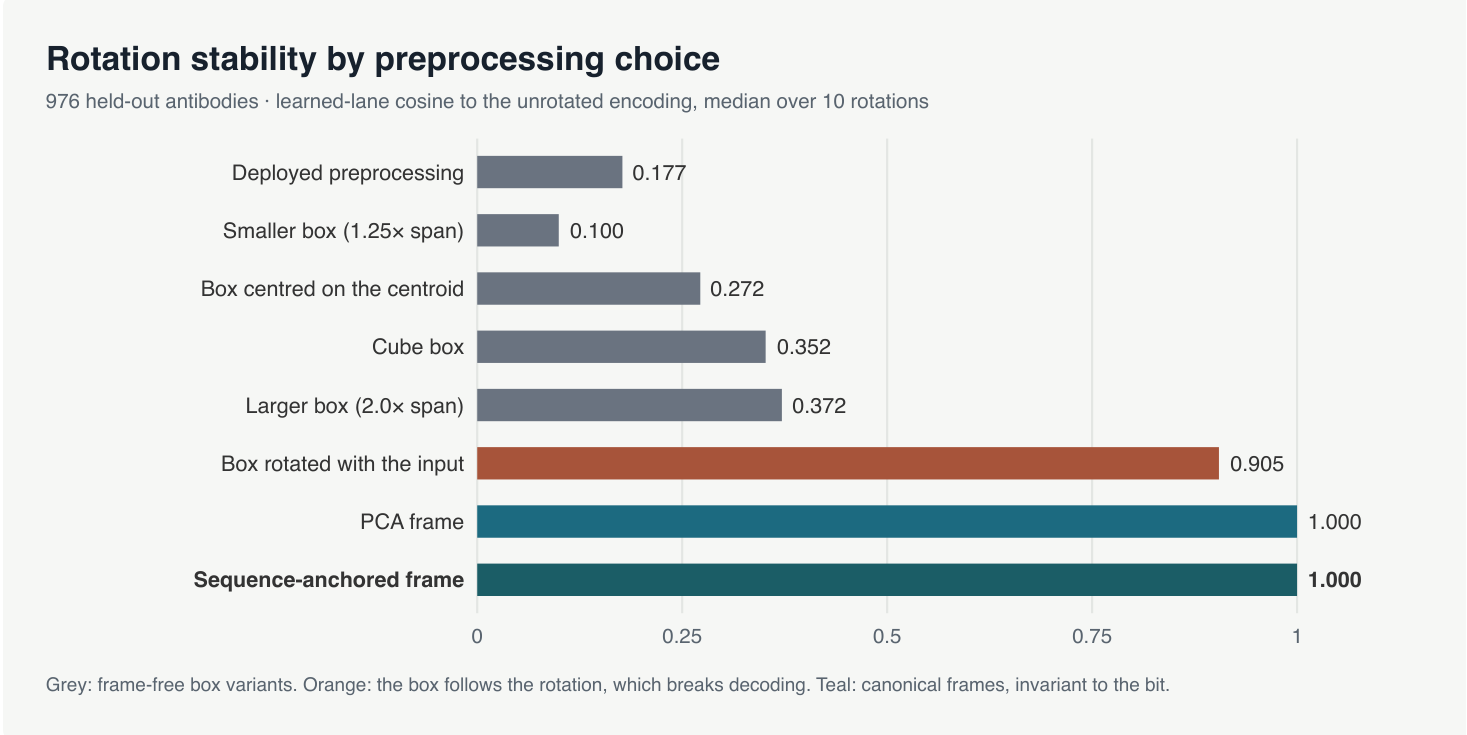 Rotation stability by preprocessing choice
976 held-out antibodies · learned-lane cosine to the unrotated encoding, median over 10 rotations
Deployed preprocessing 0.177
Smaller box (1.25× span) 0.100
Box centred on the centroid 0.272
Cube box 0.352
Larger box (2.0× span) 0.372
Box rotated with the input 0.905
PCA frame 1.000
Sequence-anchored frame 1.000
0 0.25 0.5 0.75 1
Grey: frame-free box variants. Orange: the box follows the rotation, which breaks decoding. Teal: canonical frames, invariant to the bit.